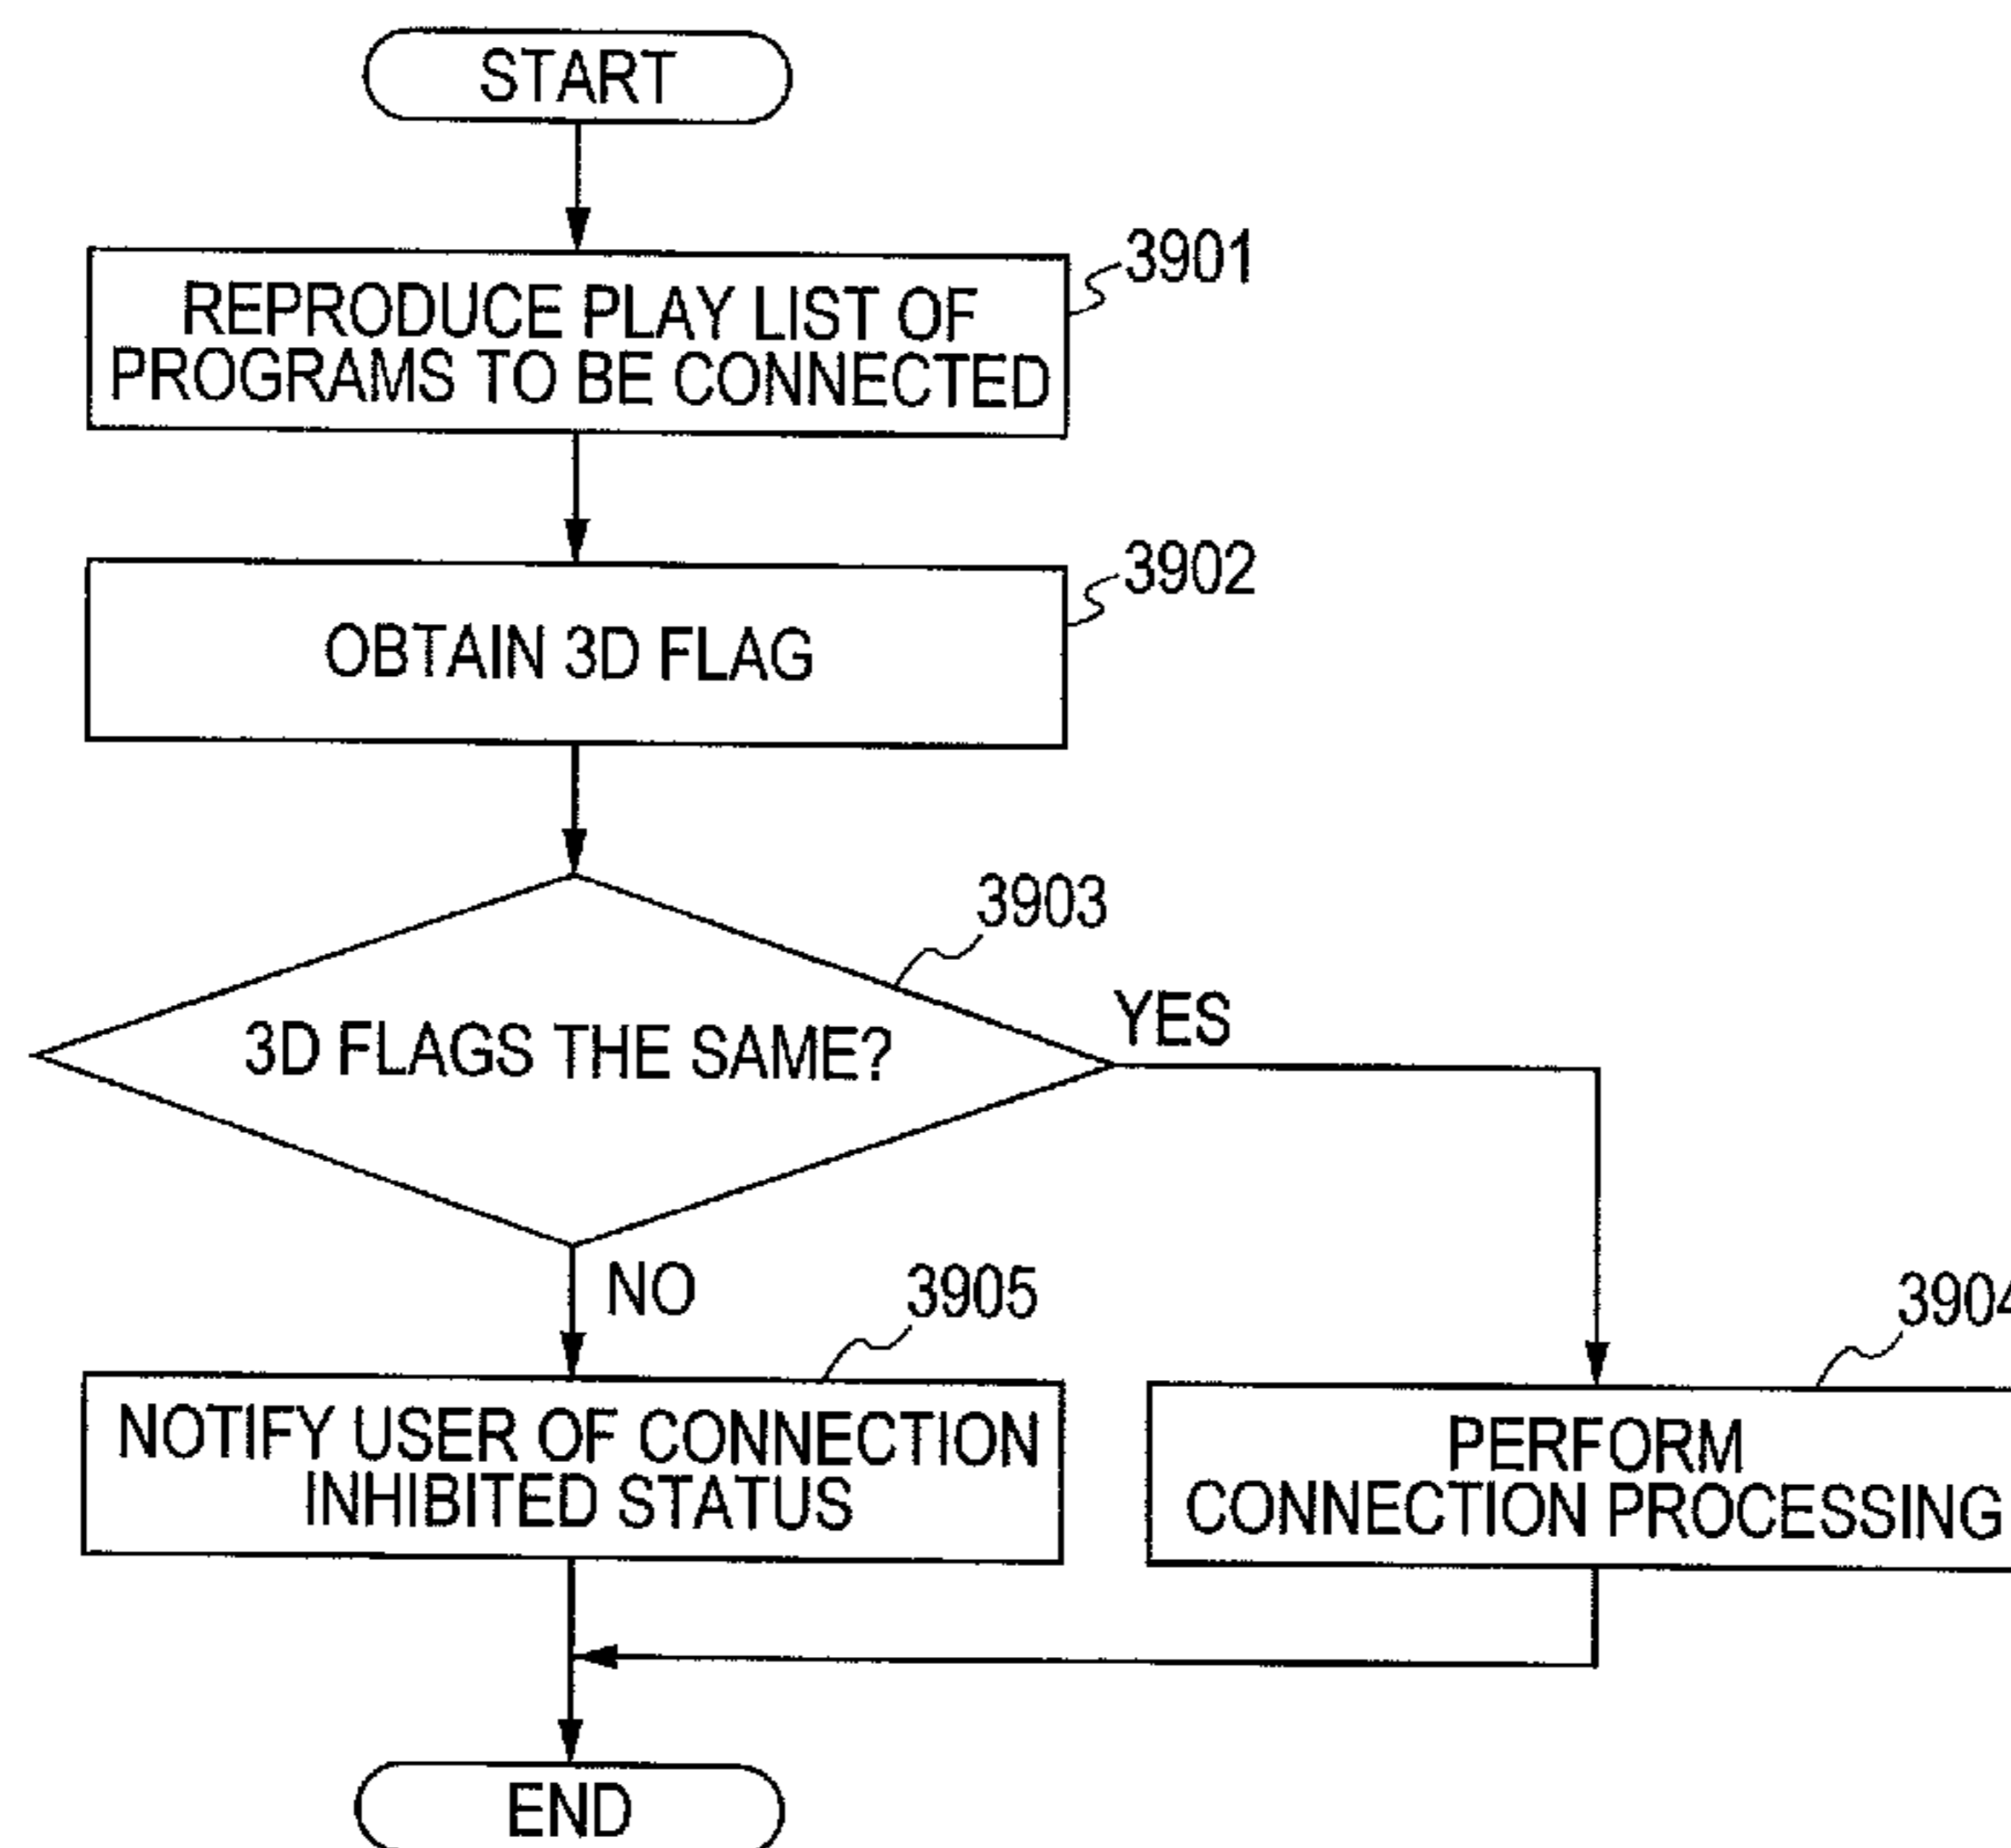 START
3901
REPRODUCE PLAY LIST OF
PROGRAMS TO BE CONNECTED
3902
OBTAIN 3D FLAG
3903
3D FLAGS THE SAME?
YES
NO
3905
3904
NOTIFY USER OF CONNECTION
INHIBITED STATUS
PERFORM
CONNECTION PROCESSING
END